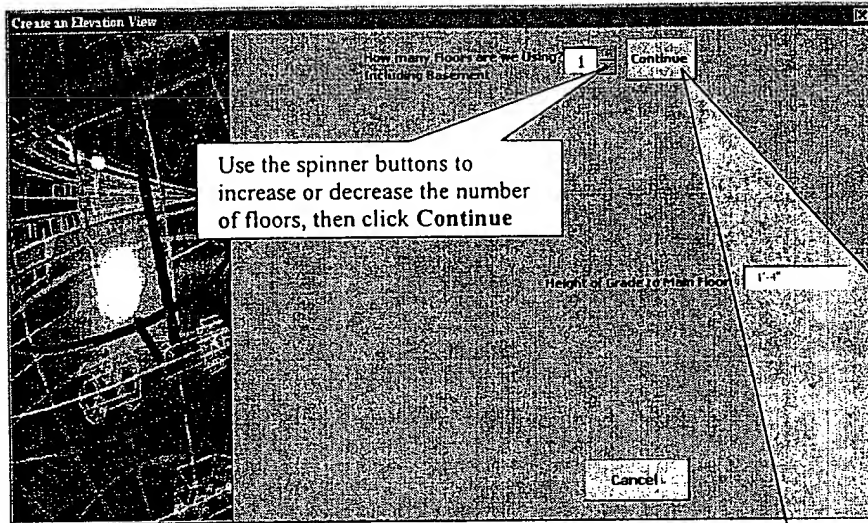 Create an Elevation View
How many Floors are we Using
Including Basement
1
Continue
Use the spinner buttons to
increase or decrease the number
of floors, then click Continue
Height of Grade to Main Floor
1'-4"
Cancel